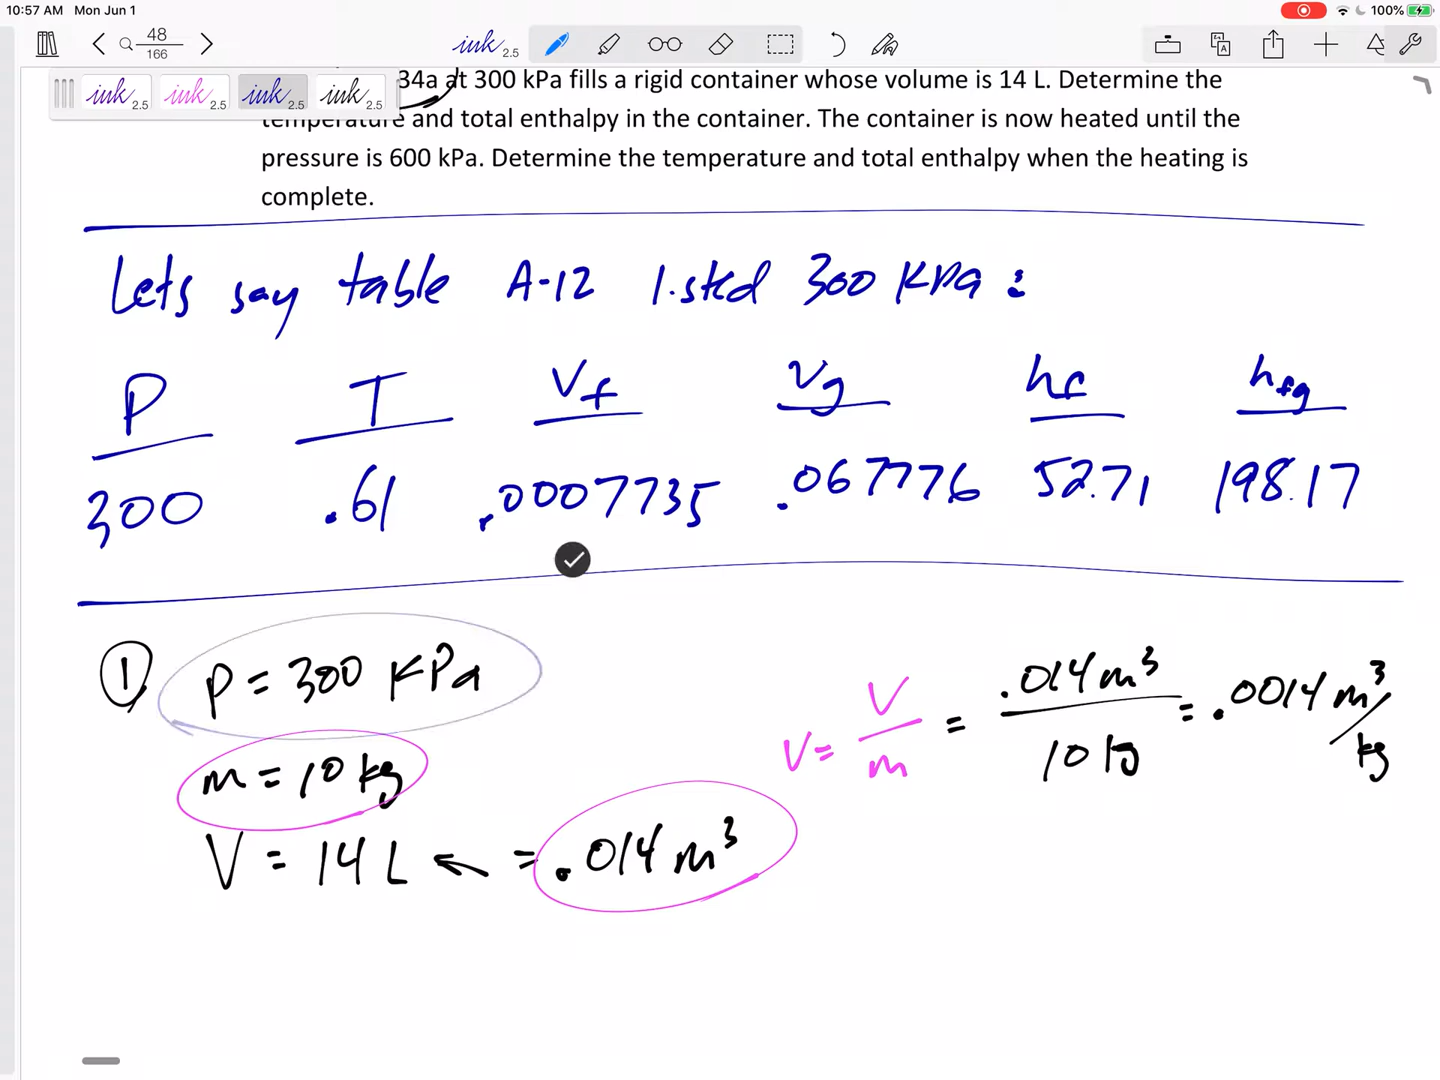 10:57 AM Mon Jun 1
100%
48
166
ink 2.5
ink 2.5 ink 2.5 ink 2.5 ink 2.5
34a at 300 kPa fills a rigid container whose volume is 14 L. Determine the
temperature and total enthalpy in the container. The container is now heated until the
pressure is 600 kPa. Determine the temperature and total enthalpy when the heating is
complete.
Lets say table A-12 listed 300 KPa :
P T Vf Vg hf hfg
300 .61 .0007735 .067776 52.71 198.17
① P = 300 KPa
m = 10 kg
V = 14 L ← = .014 m³
v = V/m = .014 m³ / 10 kg = .0014 m³/kg